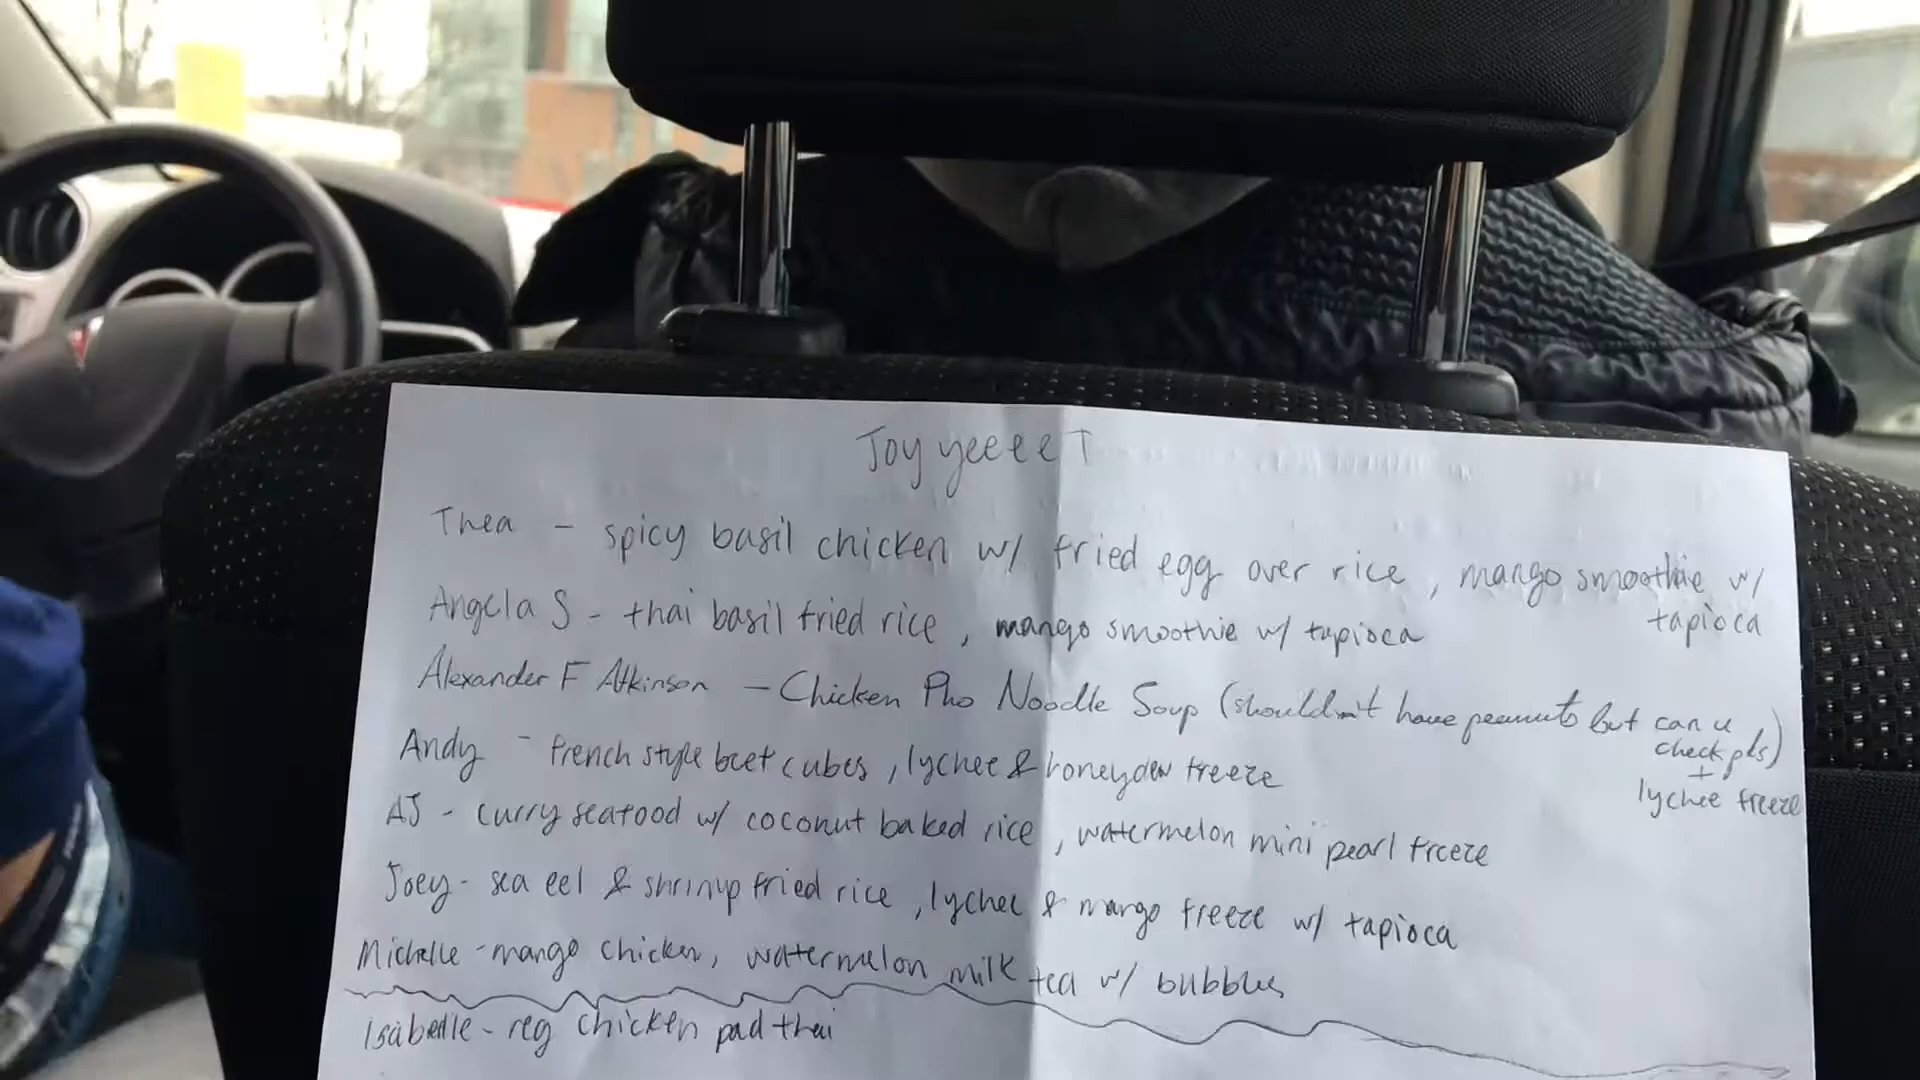 Joy yeeeeT
Thea - spicy basil chicken w/ fried egg over rice, mango smoothie w/
tapioca
Angela S - thai basil fried rice, mango smoothie w/ tapioca
Alexander F Atkinson - Chicken Pho Noodle Soup (shouldn't have peanuts but can u
check pls)
+
lychee freeze
Andy - french style beef cubes, lychee & honeydew freeze
AJ - curry seafood w/ coconut baked rice, watermelon mini pearl freeze
Joey - sea eel & shrimp fried rice, lychee & mango freeze w/ tapioca
Michelle - mango chicken, watermelon milk tea w/ bubbles
Isabelle - reg chicken pad thai